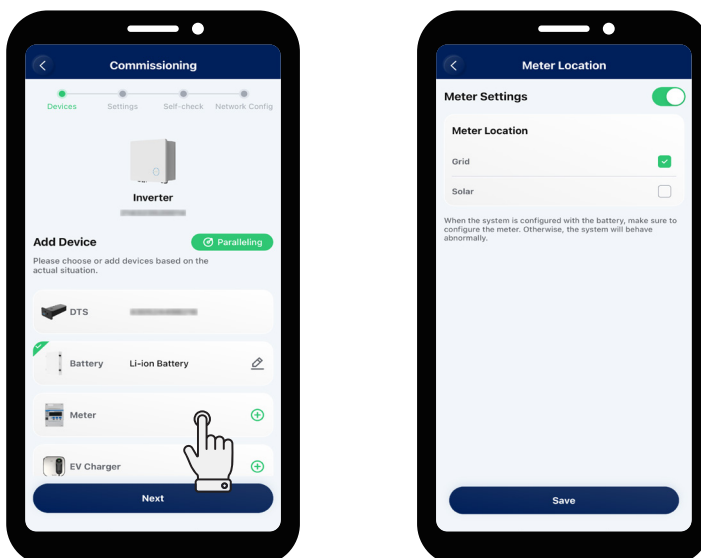 Commissioning
Devices Settings Self-check Network Config
Inverter
Add Device
Paralleling
Please choose or add devices based on the
actual situation.
DTS
Battery Li-ion Battery
Meter
EV Charger
Next
Meter Location
Meter Settings
Meter Location
Grid
Solar
When the system is configured with the battery, make sure to
configure the meter. Otherwise, the system will behave
abnormally.
Save